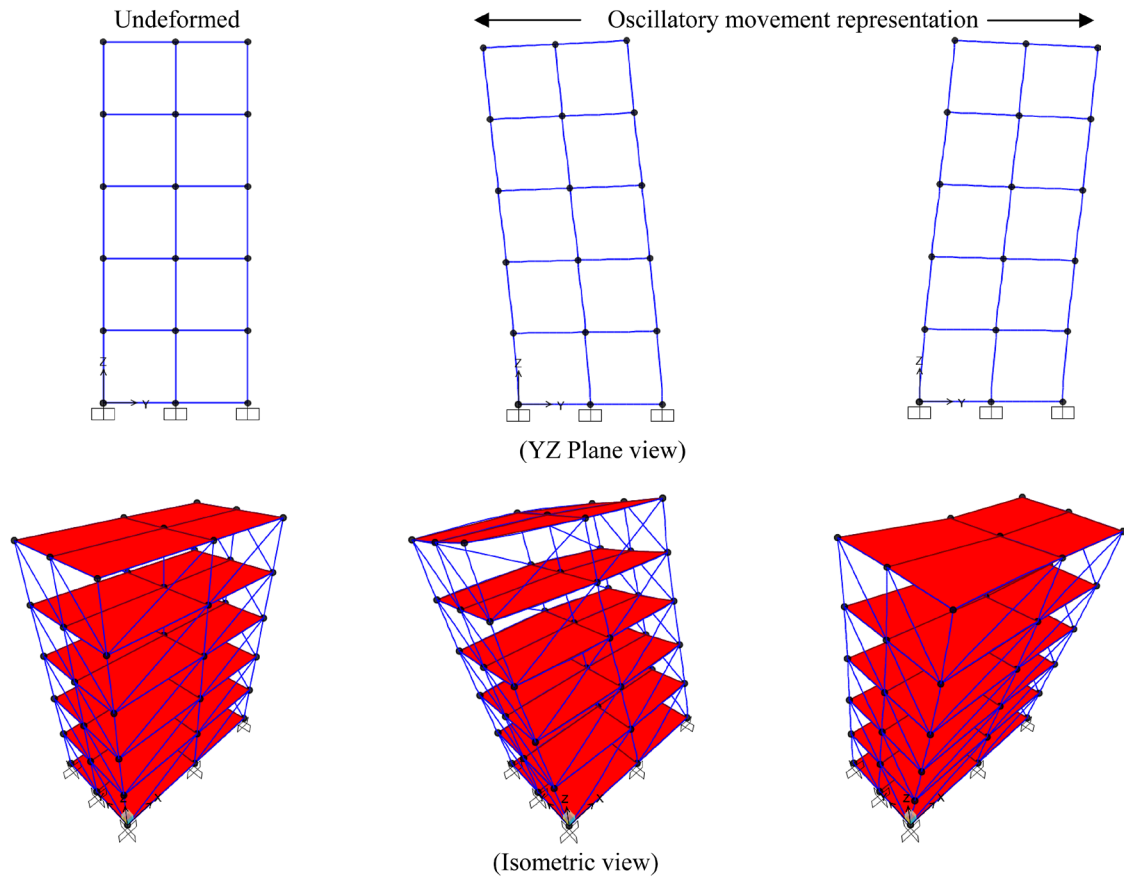 Undeformed
Oscillatory movement representation
Z
Y
Z
Y
Z
Y
(YZ Plane view)
Z
X
Z
X
Z
X
(Isometric view)